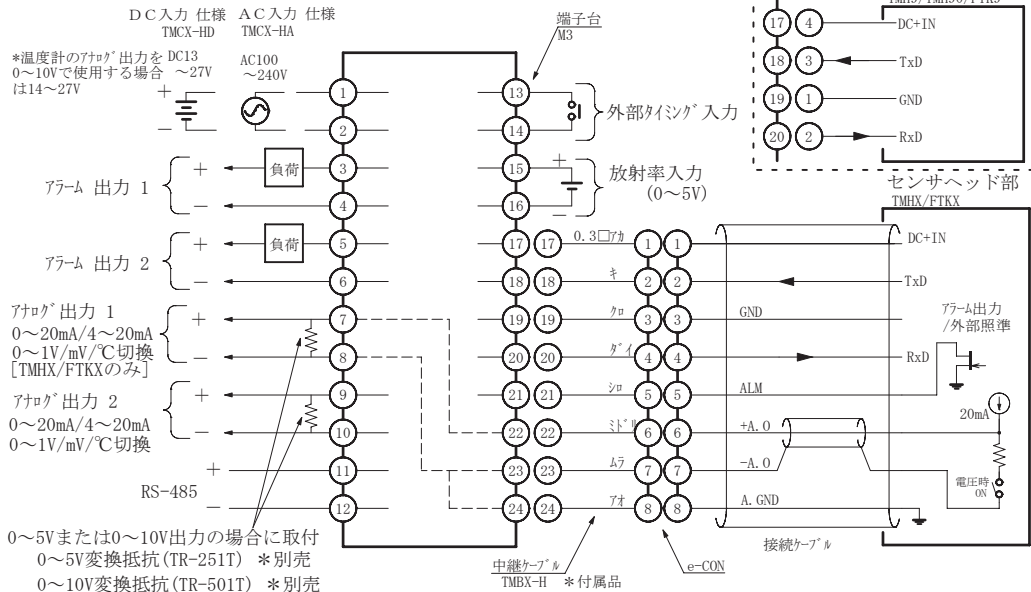 DC入力 仕様
TMCX-HD
AC入力 仕様
TMCX-HA
*温度計のアナログ出力を
0~10Vで使用する場合
は14~27V
DC13
~27V
AC100
~240V
+
−
1
2
3
4
5
6
7
8
9
10
11
12
負荷
負荷
アラーム 出力 1
+
−
アラーム 出力 2
+
−
アナログ出力 1
0~20mA/4~20mA
0~1V/mV/℃切換
[TMHX/FTKXのみ]
+
−
アナログ出力 2
0~20mA/4~20mA
0~1V/mV/℃切換
+
−
RS-485
+
−
0~5Vまたは0~10V出力の場合に取付
0~5V変換抵抗(TR-251T) *別売
0~10V変換抵抗(TR-501T) *別売
端子台
M3
13
14
外部タイミング入力
15
16
+
−
放射率入力
(0~5V)
17 17 0.3□アカ 1 1 DC+IN
18 18 キ 2 2 TxD
19 19 クロ 3 3 GND
20 20 ダイ 4 4 RxD
21 21 シロ 5 5 ALM
22 22 ミドル 6 6 +A.O
23 23 ムラ 7 7 -A.O
24 24 アオ 8 8 A.GND
中継ケーブル
TMBX-H *付属品
e-CON
接続ケーブル
17 4 DC+IN
18 3 TxD
19 1 GND
20 2 RxD
センサヘッド部
TMHX/FTKX
アラーム出力
/外部照準
20mA
電圧時
ON